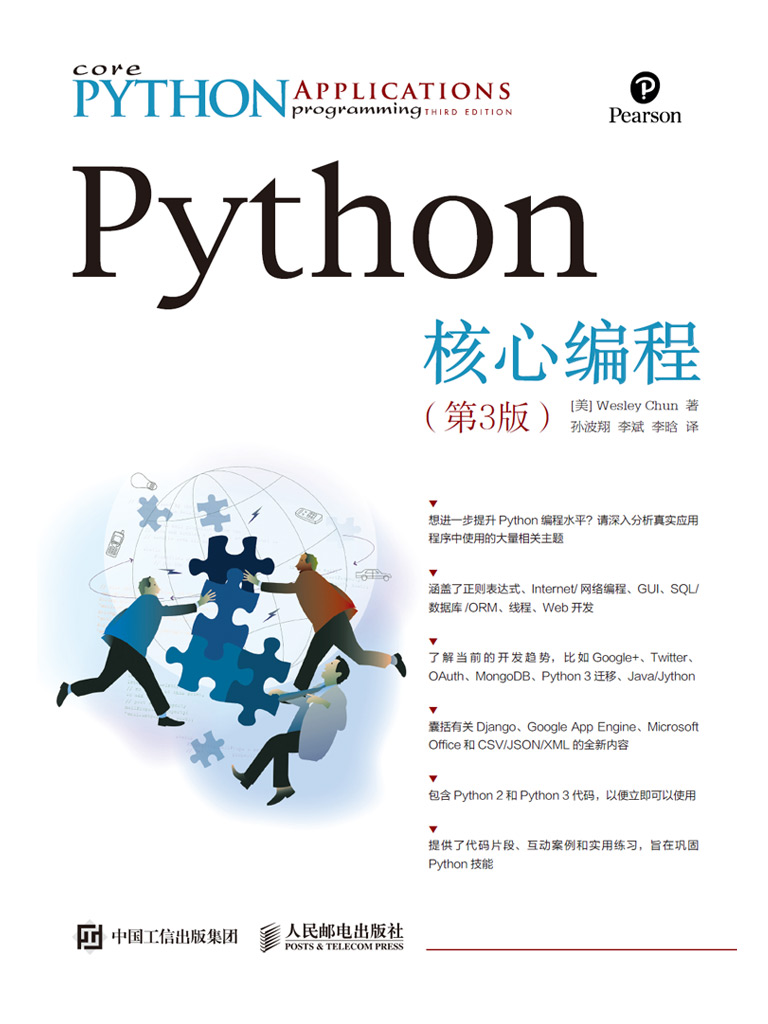 core
PYTHON APPLICATIONS
programming THIRD EDITION
Pearson
Python
核心编程
（第3版）
[美] Wesley Chun 著
孙波翔 李斌 李晗 译
想进一步提升 Python 编程水平？请深入分析真实应用
程序中使用的大量相关主题
涵盖了正则表达式、Internet/ 网络编程、GUI、SQL/
数据库 /ORM、线程、Web 开发
了解当前的开发趋势，比如 Google+、Twitter、
OAuth、MongoDB、Python 3 迁移、Java/Jython
囊括有关 Django、Google App Engine、Microsoft
Office 和 CSV/JSON/XML 的全新内容
包含 Python 2 和 Python 3 代码，以便立即可以使用
提供了代码片段、互动案例和实用练习，旨在巩固
Python 技能
中国工信出版集团
人民邮电出版社
POSTS & TELECOM PRESS